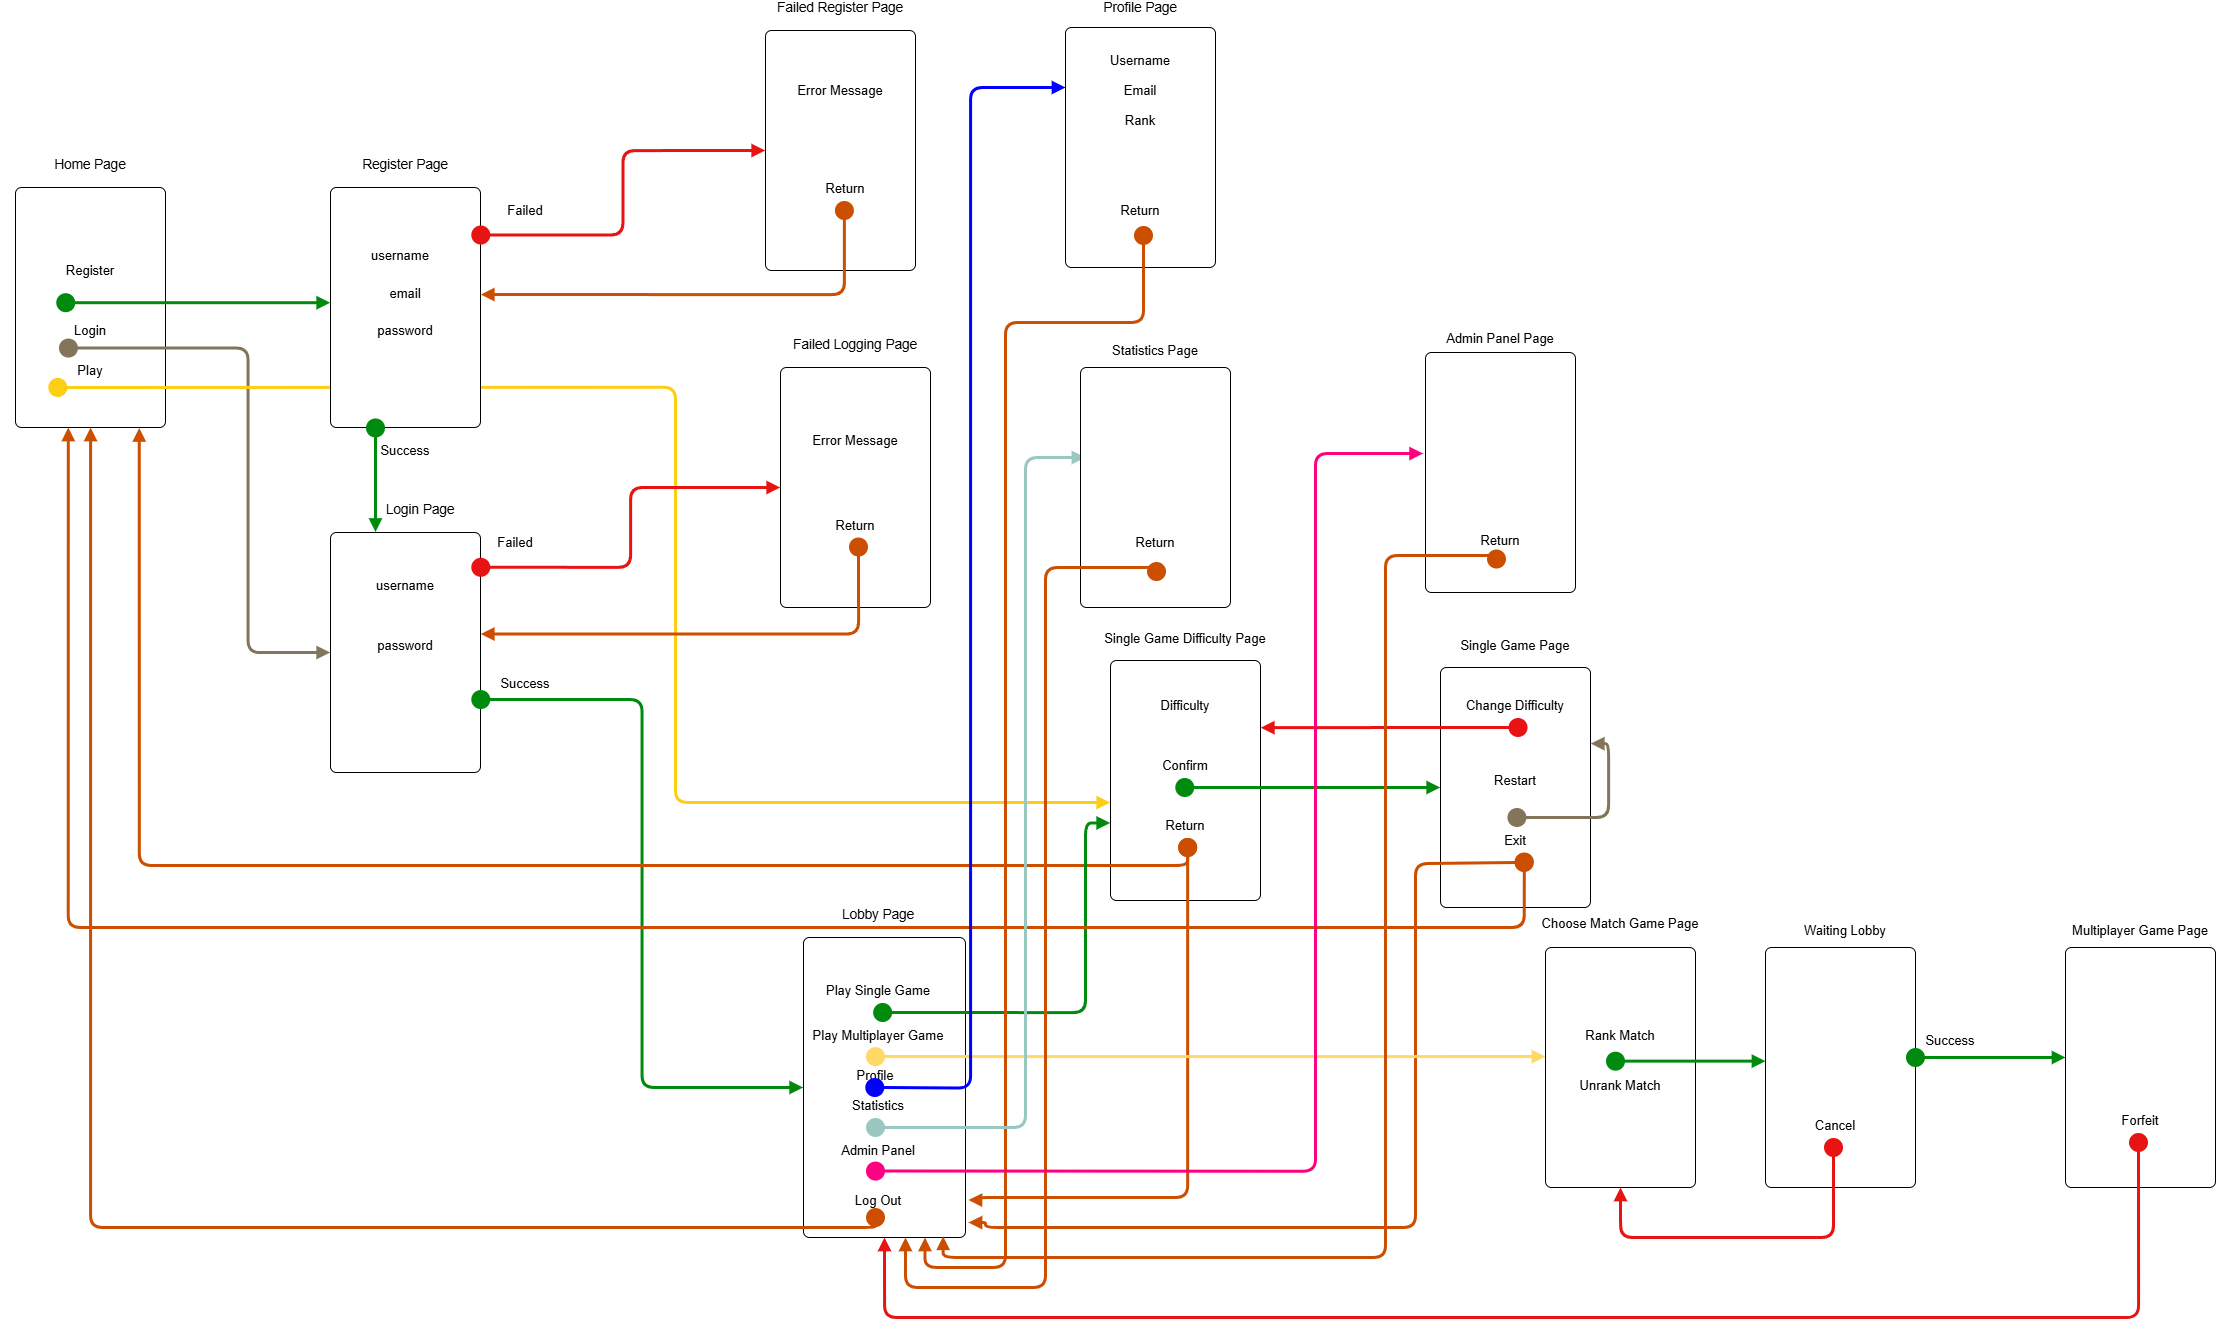 Failed Register Page
Error Message
Return
Profile Page
Username
Email
Rank
Return
Home Page
Register
Login
Play
Register Page
username
email
password
Failed
Success
Failed Logging Page
Error Message
Return
Statistics Page
Return
Admin Panel Page
Return
Login Page
username
password
Failed
Success
Single Game Difficulty Page
Difficulty
Confirm
Return
Single Game Page
Change Difficulty
Restart
Exit
Lobby Page
Play Single Game
Play Multiplayer Game
Profile
Statistics
Admin Panel
Log Out
Choose Match Game Page
Rank Match
Unrank Match
Waiting Lobby
Cancel
Success
Multiplayer Game Page
Forfeit